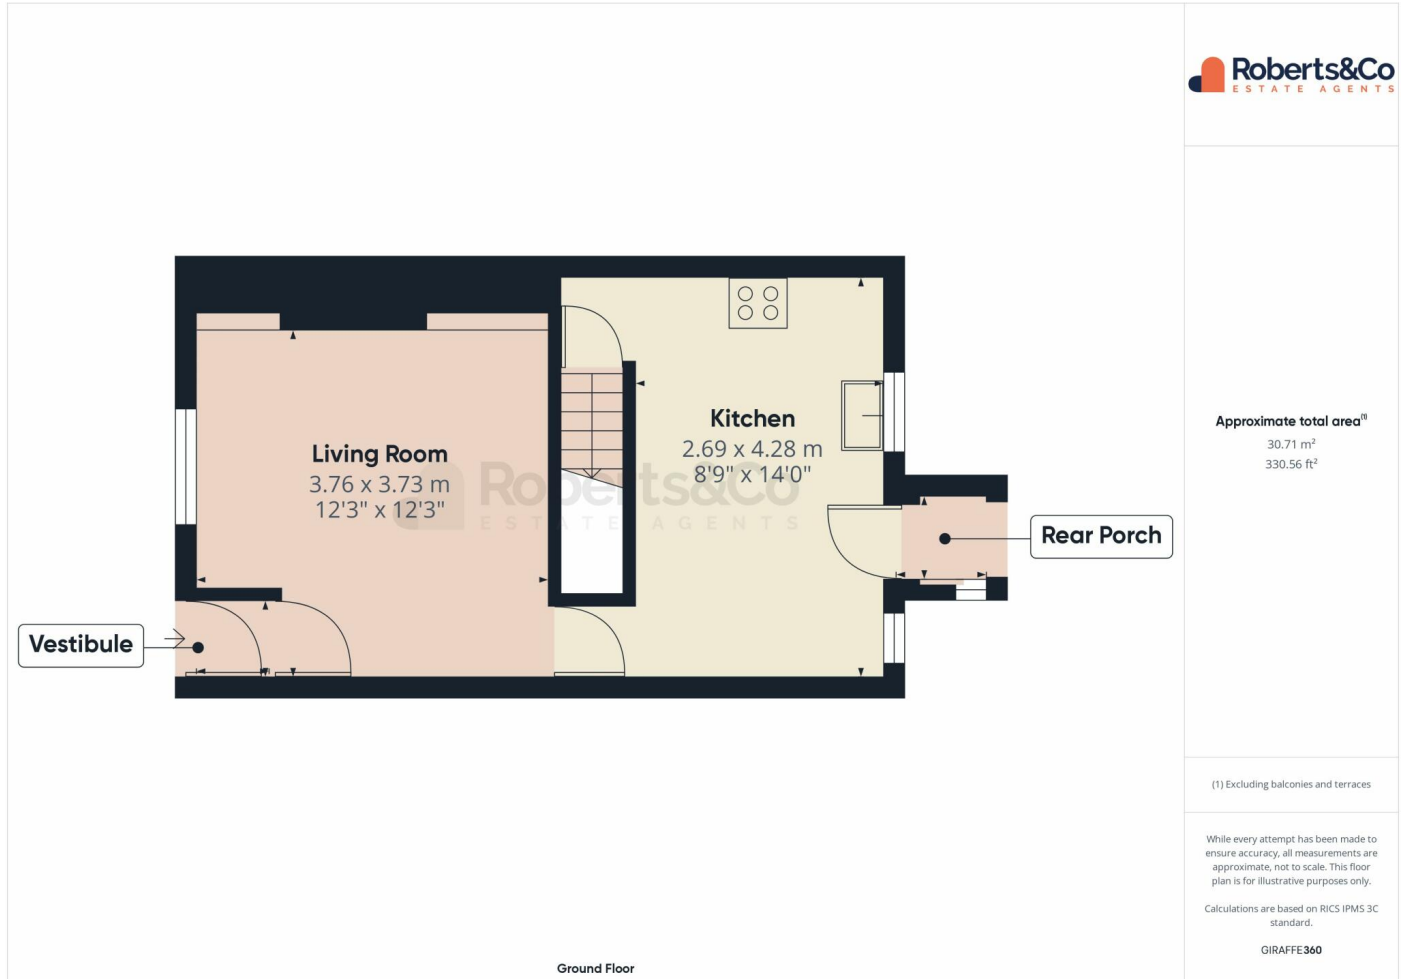 Roberts&Co
ESTATE AGENTS
Approximate total area(1)
30.71 m²
330.56 ft²
Kitchen
2.69 x 4.28 m
8'9" x 14'0"
Living Room
3.76 x 3.73 m
12'3" x 12'3"
Roberts&Co
ESTATE AGENTS
Rear Porch
Vestibule
(1) Excluding balconies and terraces
While every attempt has been made to
ensure accuracy, all measurements are
approximate, not to scale. This floor
plan is for illustrative purposes only.
Calculations are based on RICS IPMS 3C
standard.
GIRAFFE360
Ground Floor